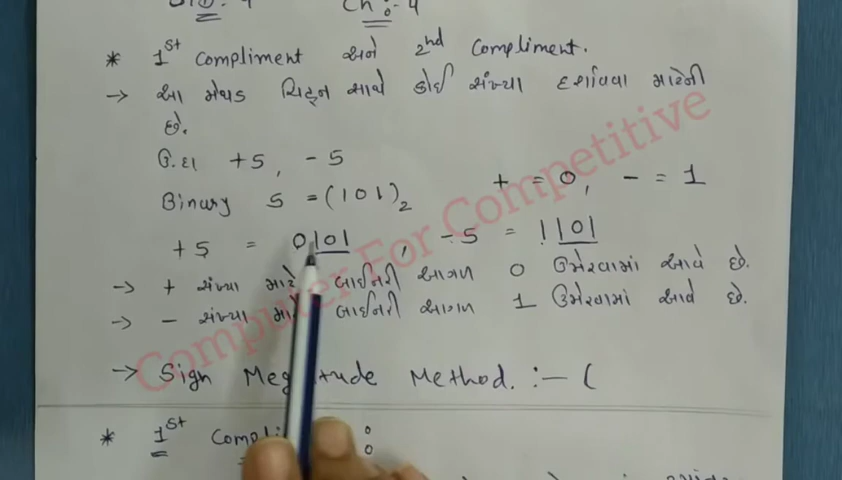 Ch :- 4
* 1st Compliment અને 2nd Compliment.
→ આ મેથડ ચિહ્ન સાથે કોઈ સંખ્યા દર્શાવવા માટેની
છે.
ઉ.દા +5, -5
+ = 0, - = 1
Binary 5 = (101)2
+5 = 0101, -5 = 1101
→ + સંખ્યા માટે બાઈનરી આગળ 0 ઉમેરવામાં આવે છે.
→ - સંખ્યા માટે બાઈનરી આગળ 1 ઉમેરવામાં આવે છે.
→ Sign Megnitude Method. :- (
* 1st Compli :
Computer For Competitive